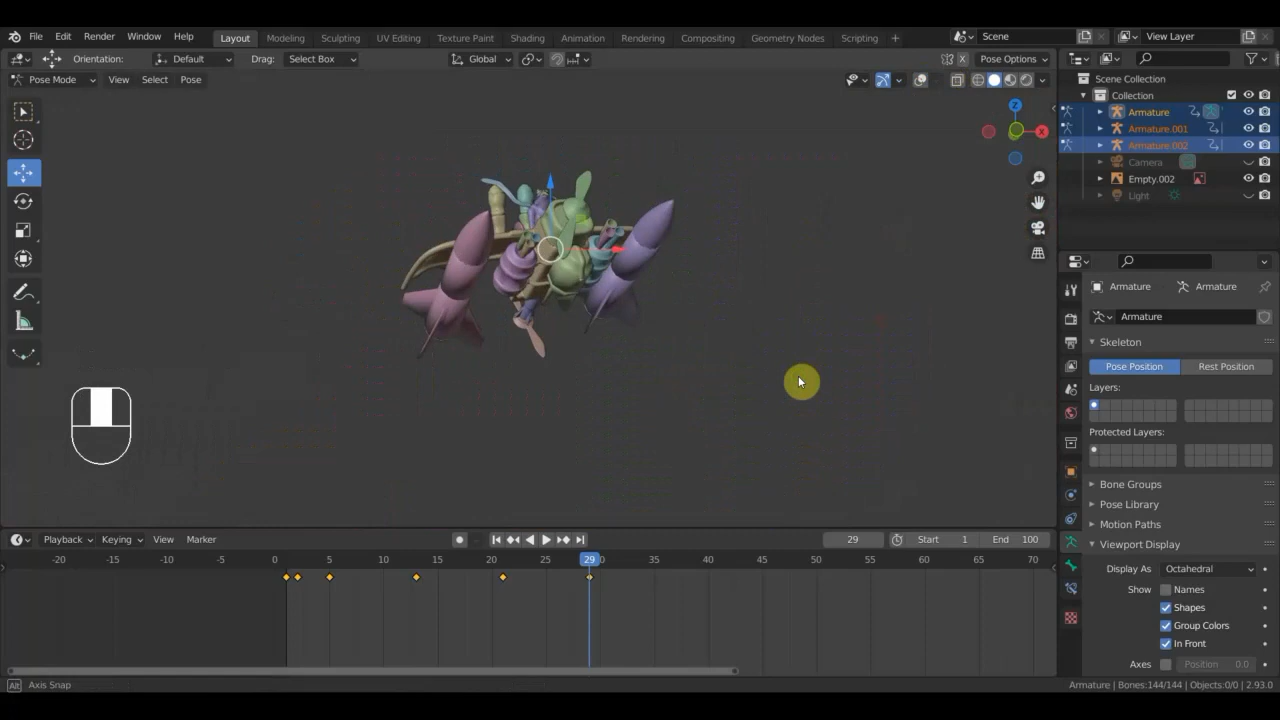 File Edit Render Window Help Layout Modeling Sculpting UV Editing Texture Paint Shading Animation Rendering Compositing Geometry Nodes Scripting + Scene View Layer
Orientation: Default Drag: Select Box Global X Pose Options
Pose Mode View Select Pose
Scene Collection
Collection
Armature
Armature.001
Armature.002
Camera
Empty.002
Light
Z
X
Armature Armature
Armature
Skeleton
Pose Position Rest Position
Layers:
Protected Layers:
Bone Groups
Pose Library
Motion Paths
Viewport Display
Display As Octahedral
Show Names
Shapes
Group Colors
In Front
Axes Position 0.0
Playback Keying View Marker 29 Start 1 End 100
-20 -15 -10 -5 0 5 10 15 20 25 29 30 35 40 45 50 55 60 65 70
Alt Axis Snap Armature | Bones:144/144 | Objects:0/0 | 2.93.0